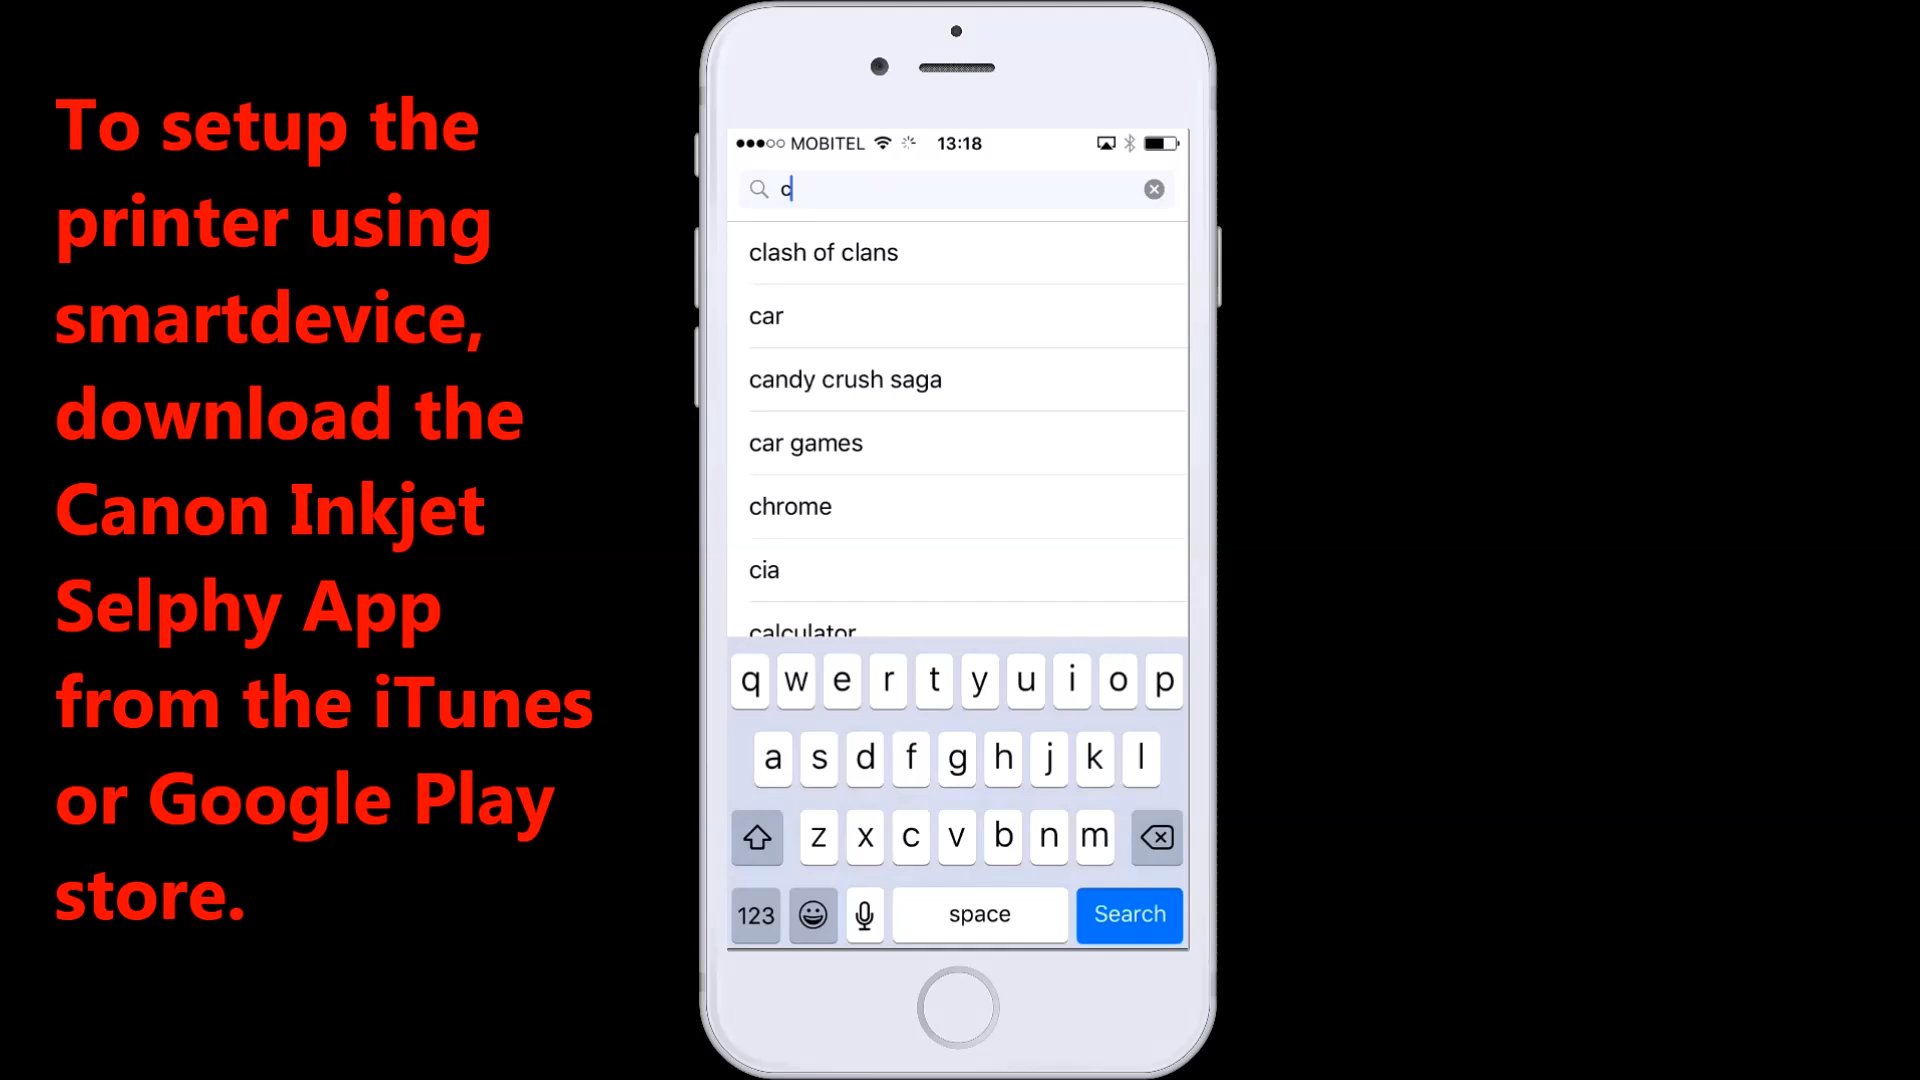 To setup the
printer using
smartdevice,
download the
Canon Inkjet
Selphy App
from the iTunes
or Google Play
store.
MOBITEL 13:18
c
clash of clans
car
candy crush saga
car games
chrome
cia
calculator
q w e r t y u i o p
a s d f g h j k l
z x c v b n m
123 space Search